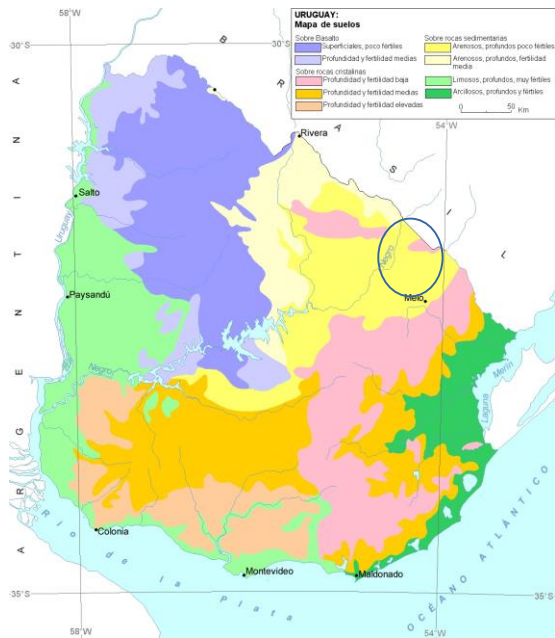 URUGUAY:
Mapa de suelos
Sobre Basalto
Superficiales, poco fértiles
Profundidad y fertilidad medias
Sobre rocas cristalinas
Profundidad y fertilidad baja
Profundidad y fertilidad medias
Profundidad y fertilidad elevadas
Sobre rocas sedimentarias
Arenosos, profundos poco fértiles
Arenosos, profundos, fertilidad
media
Limosos, profundos, muy fértiles
Arcillosos, profundos y fértiles
0 50
Km
58°W
30°S
30°S
54°W
BRASIL
Rivera
ARGENTINA
Salto
Uruguay
Negro
Paysandú
Melo
Río
Negro
Merín
Laguna
Colonia
Montevideo
Maldonado
Río de la Plata
OCÉANO ATLÁNTICO
35°S
35°S
58°W
54°W